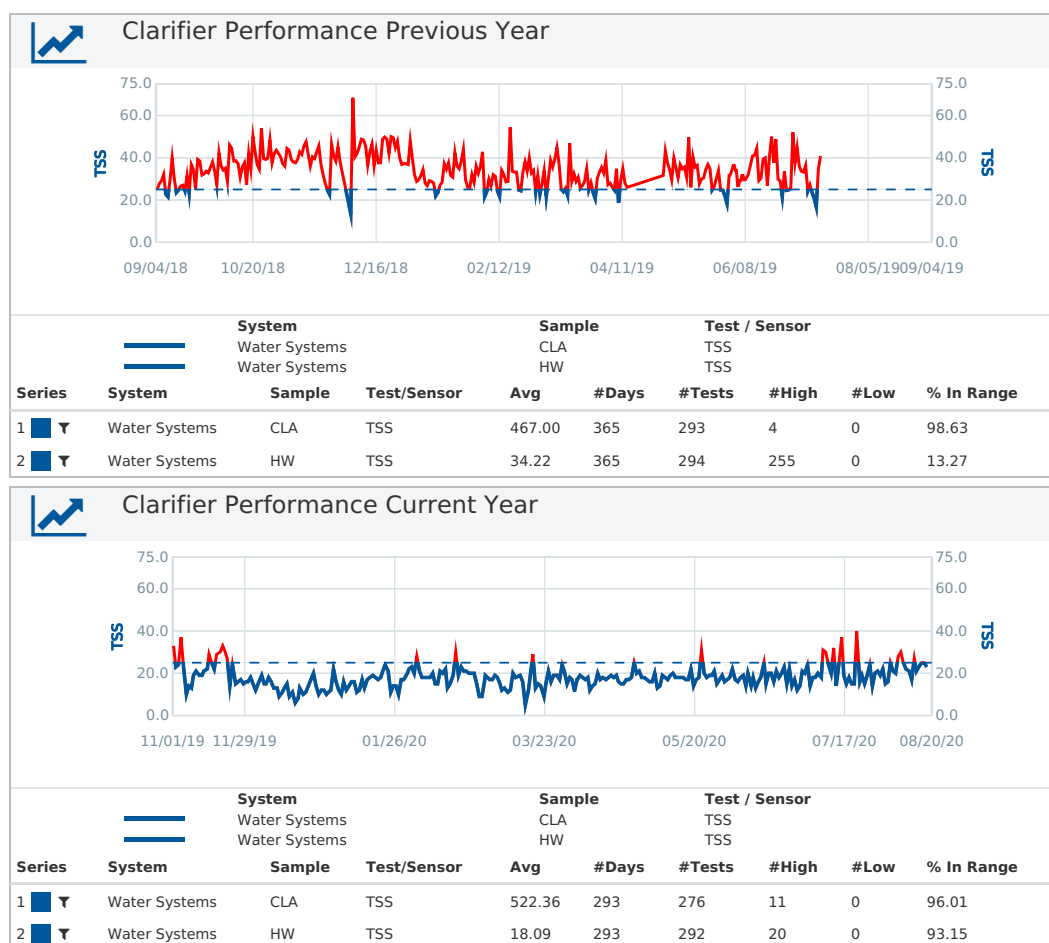 Clarifier Performance Previous Year
75.0 75.0
60.0 60.0
40.0 40.0
20.0 20.0
0.0 0.0
TSS TSS
09/04/18 10/20/18 12/16/18 02/12/19 04/11/19 06/08/19 08/05/19 09/04/19
System Sample Test / Sensor
Water Systems CLA TSS
Water Systems HW TSS
Series System Sample Test/Sensor Avg #Days #Tests #High #Low % In Range
1 Water Systems CLA TSS 467.00 365 293 4 0 98.63
2 Water Systems HW TSS 34.22 365 294 255 0 13.27
Clarifier Performance Current Year
75.0 75.0
60.0 60.0
40.0 40.0
20.0 20.0
0.0 0.0
TSS TSS
11/01/19 11/29/19 01/26/20 03/23/20 05/20/20 07/17/20 08/20/20
System Sample Test / Sensor
Water Systems CLA TSS
Water Systems HW TSS
Series System Sample Test/Sensor Avg #Days #Tests #High #Low % In Range
1 Water Systems CLA TSS 522.36 293 276 11 0 96.01
2 Water Systems HW TSS 18.09 293 292 20 0 93.15